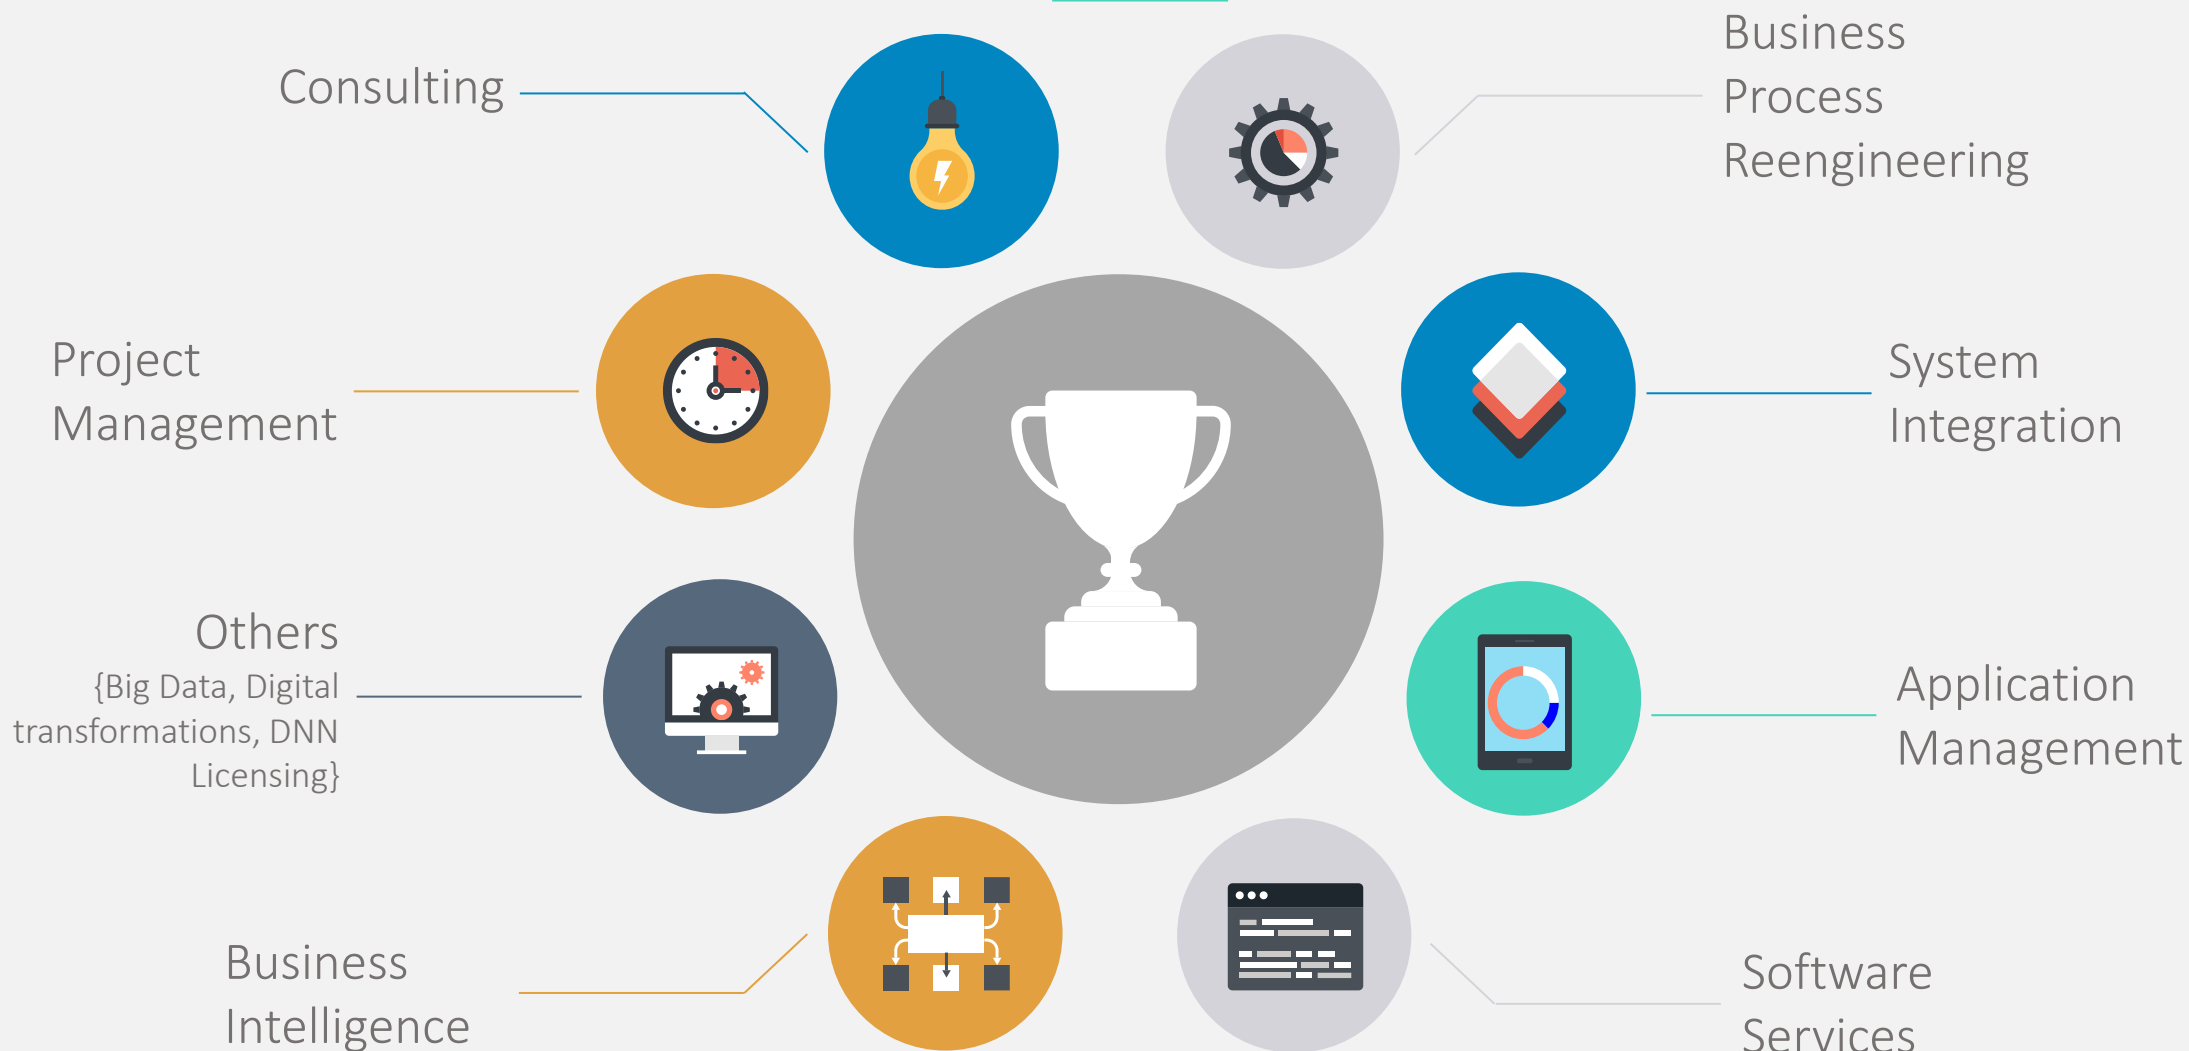 Consulting
Business
Process
Reengineering
Project
Management
System
Integration
Others
{Big Data, Digital
transformations, DNN
Licensing}
Application
Management
Business
Intelligence
Software
Services